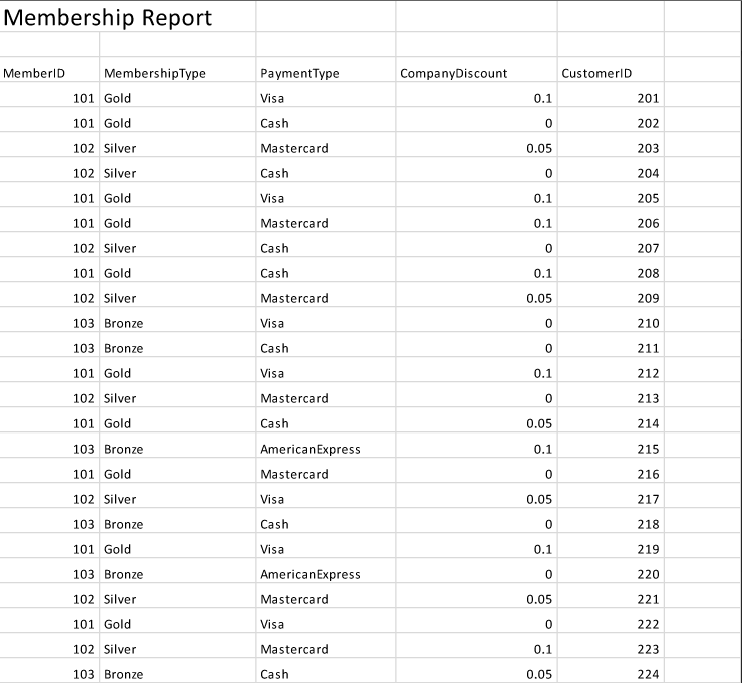 Membership Report
MemberID MembershipType PaymentType CompanyDiscount CustomerID
101 Gold Visa 0.1 201
101 Gold Cash 0 202
102 Silver Mastercard 0.05 203
102 Silver Cash 0 204
101 Gold Visa 0.1 205
101 Gold Mastercard 0.1 206
102 Silver Cash 0 207
101 Gold Cash 0.1 208
102 Silver Mastercard 0.05 209
103 Bronze Visa 0 210
103 Bronze Cash 0 211
101 Gold Visa 0.1 212
102 Silver Mastercard 0 213
101 Gold Cash 0.05 214
103 Bronze AmericanExpress 0.1 215
101 Gold Mastercard 0 216
102 Silver Visa 0.05 217
103 Bronze Cash 0 218
101 Gold Visa 0.1 219
103 Bronze AmericanExpress 0 220
102 Silver Mastercard 0.05 221
101 Gold Visa 0 222
102 Silver Mastercard 0.1 223
103 Bronze Cash 0.05 224